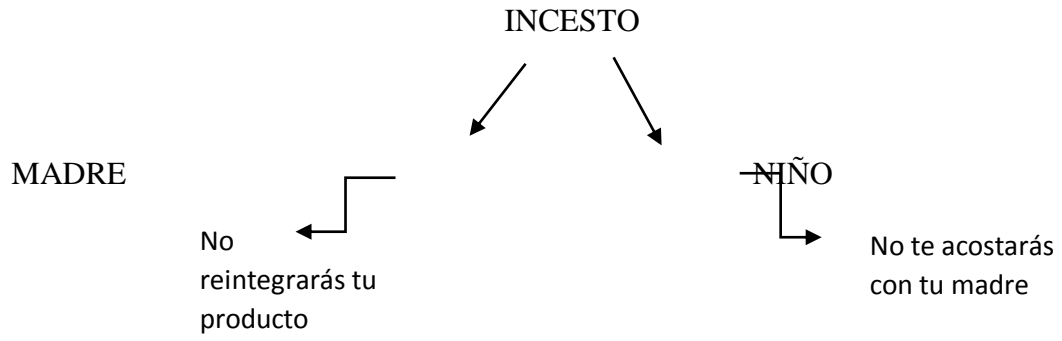 INCESTO
MADRE
NIÑO
No
reintegrarás tu
producto
No te acostarás
con tu madre